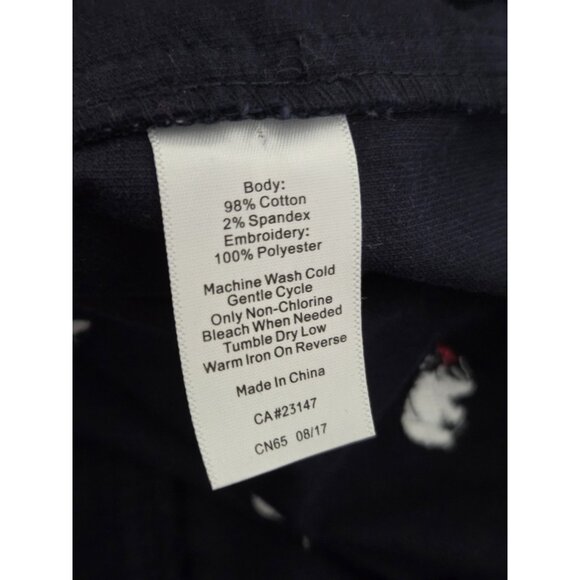 Body:
98% Cotton
2% Spandex
Embroidery:
100% Polyester
Machine Wash Cold
Gentle Cycle
Only Non-Chlorine
Bleach When Needed
Tumble Dry Low
Warm Iron On Reverse
Made In China
CA#23147
CN65 08/17